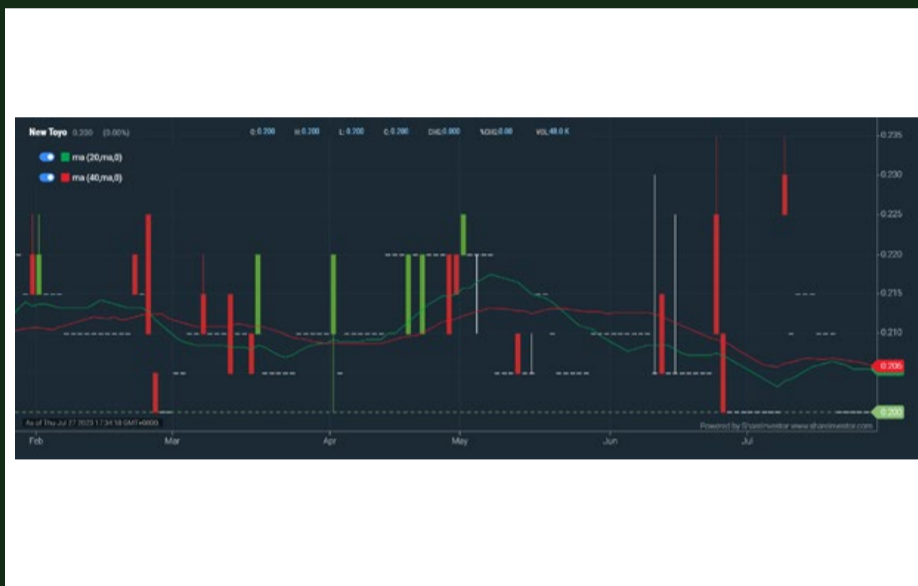 New Toyo 0.200 (0.00%) O:0.200 H:0.200 L:0.200 C:0.200 CHG:0.000 %CHG:0.00 VOL:48.0 K
ma (20,ma,0)
ma (40,ma,0)
0.235
0.230
0.225
0.220
0.215
0.210
0.206
0.200
As of Thu Jul 27 2023 17:34:18 GMT+0000
Powered by ShareInvestor www.shareinvestor.com
Feb Mar Apr May Jun Jul